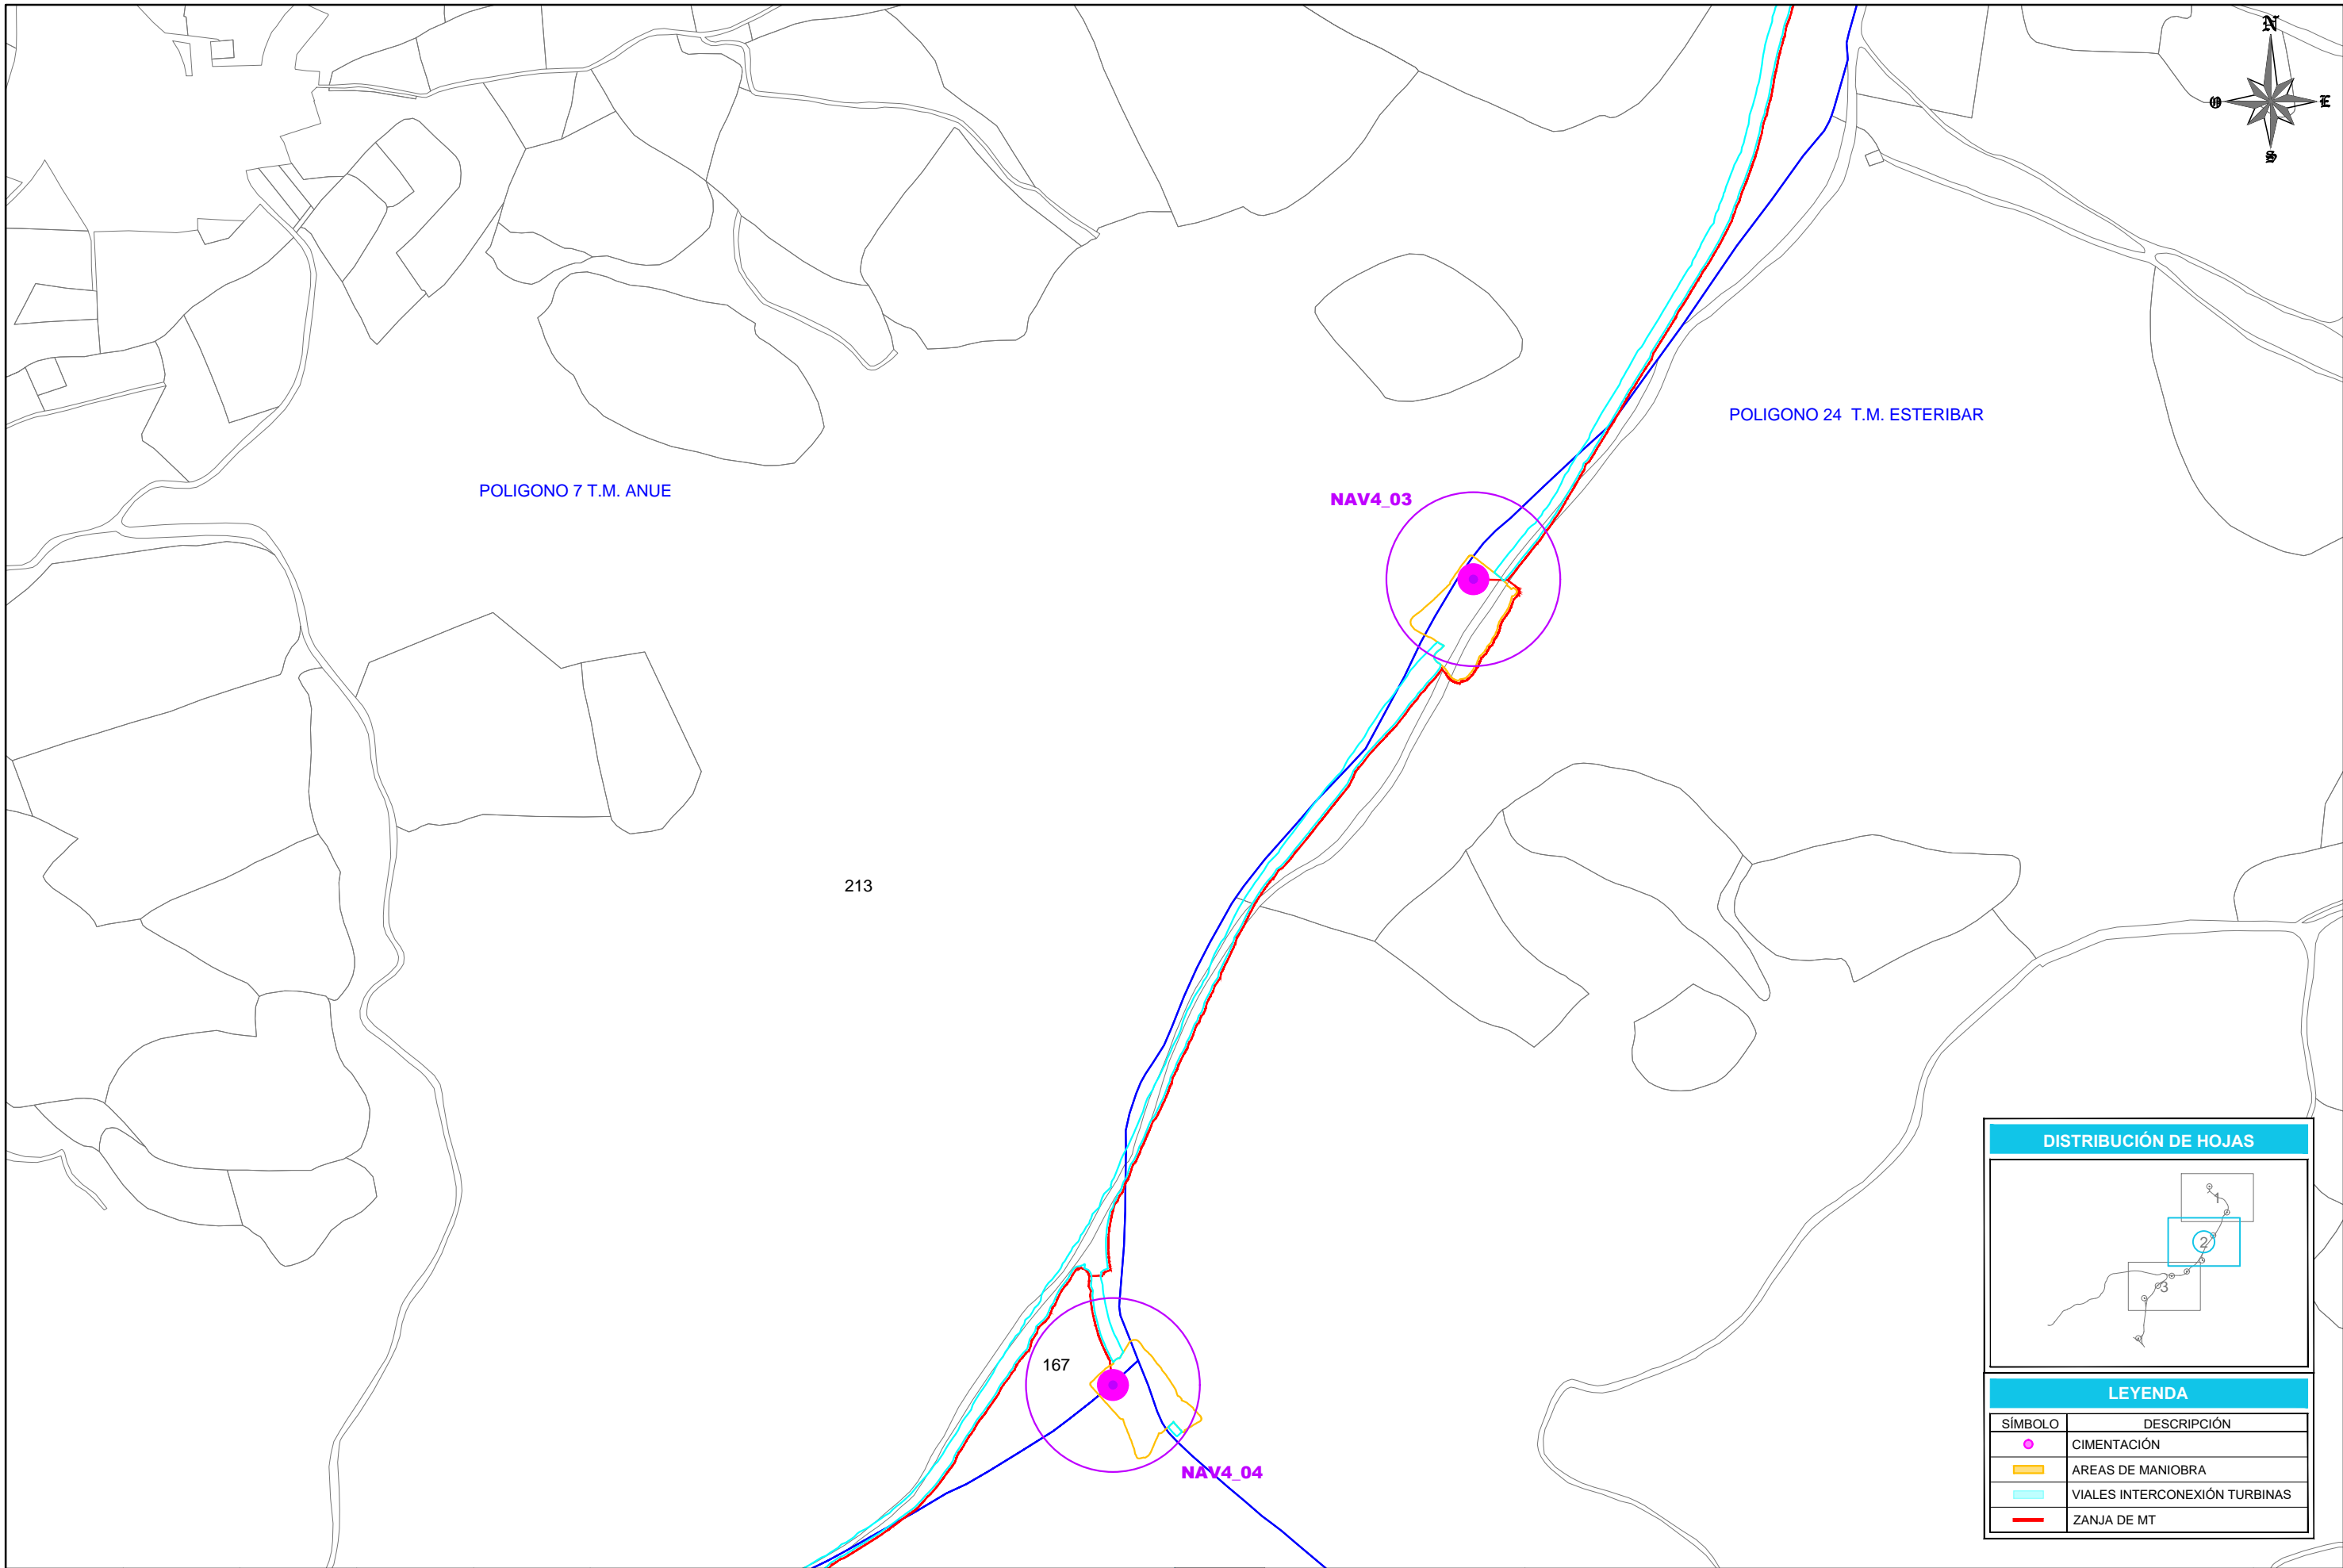 N
O
E
S
POLIGONO 24 T.M. ESTERIBAR
POLIGONO 7 T.M. ANUE
NAV4_03
213
167
NAV4_04
DISTRIBUCIÓN DE HOJAS
1
2
3
LEYENDA
SÍMBOLO DESCRIPCIÓN
CIMENTACIÓN
AREAS DE MANIOBRA
VIALES INTERCONEXIÓN TURBINAS
ZANJA DE MT